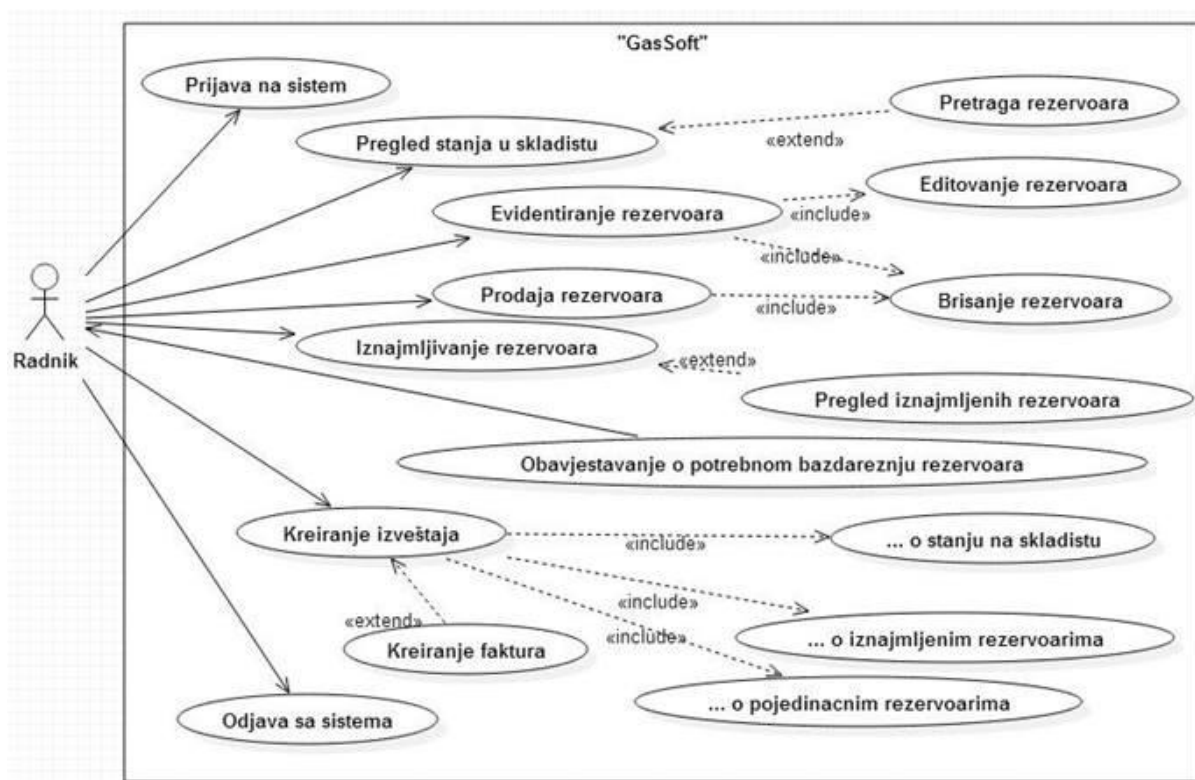 "GasSoft"
Prijava na sistem
Pretraga rezervoara
Pregled stanja u skladistu
«extend»
Editovanje rezervoara
Evidentiranje rezervoara
«include»
«include»
Prodaja rezervoara
Brisanje rezervoara
«include»
Iznajmljivanje rezervoara
Radnik
«extend»
Pregled iznajmljenih rezervoara
Obavjestavanje o potrebnom bazdareznju rezervoara
Kreiranje izveštaja
«include»
... o stanju na skladistu
«include»
«extend»
«include»
... o iznajmljenim rezervoarima
Kreiranje faktura
... o pojedinacnim rezervoarima
Odjava sa sistema